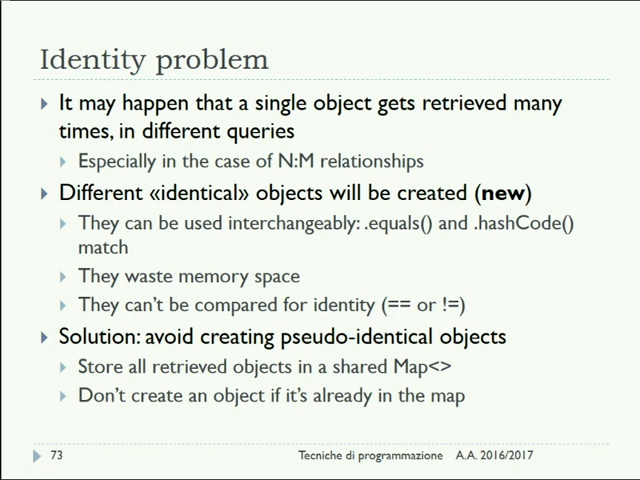 Identity problem
It may happen that a single object gets retrieved many
times, in different queries
Especially in the case of N:M relationships
Different «identical» objects will be created (new)
They can be used interchangeably: .equals() and .hashCode()
match
They waste memory space
They can't be compared for identity (== or !=)
Solution: avoid creating pseudo-identical objects
Store all retrieved objects in a shared Map<>
Don't create an object if it's already in the map
73 Tecniche di programmazione A.A. 2016/2017